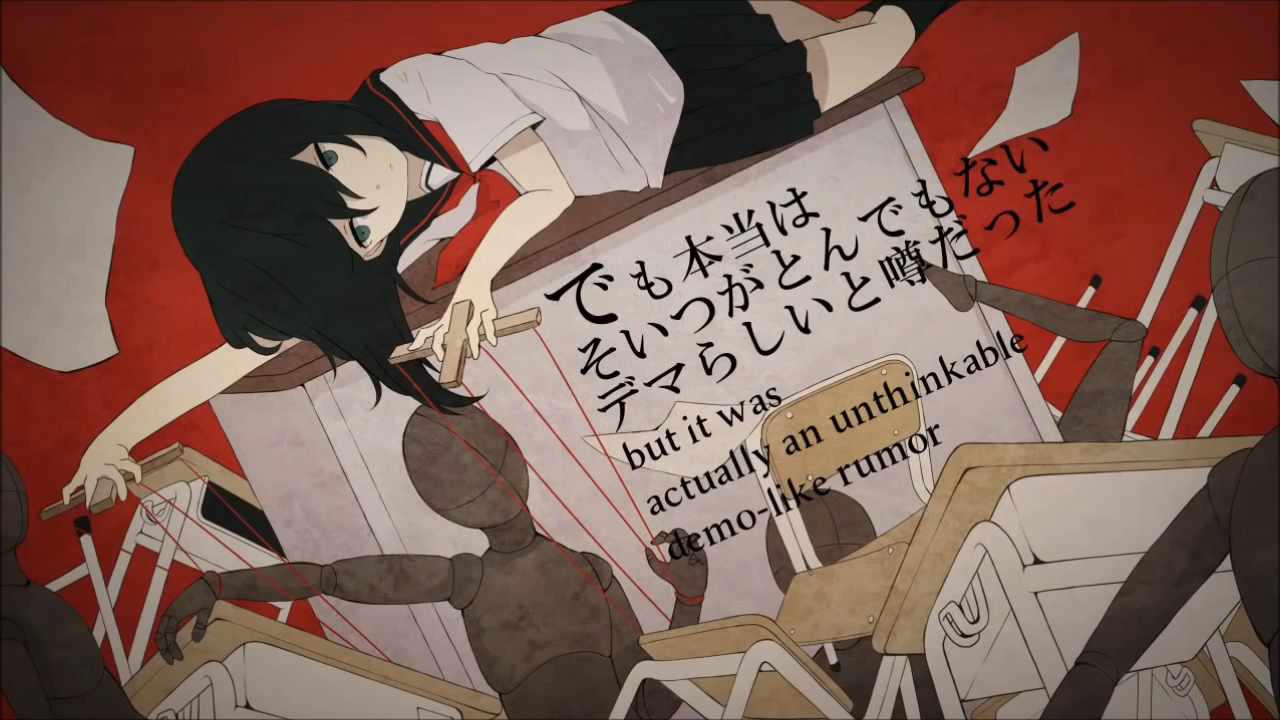 でも本当は
そいつがとんでもない
デマらしいと噂だった
but it was
actually an unthinkable
demo-like rumor